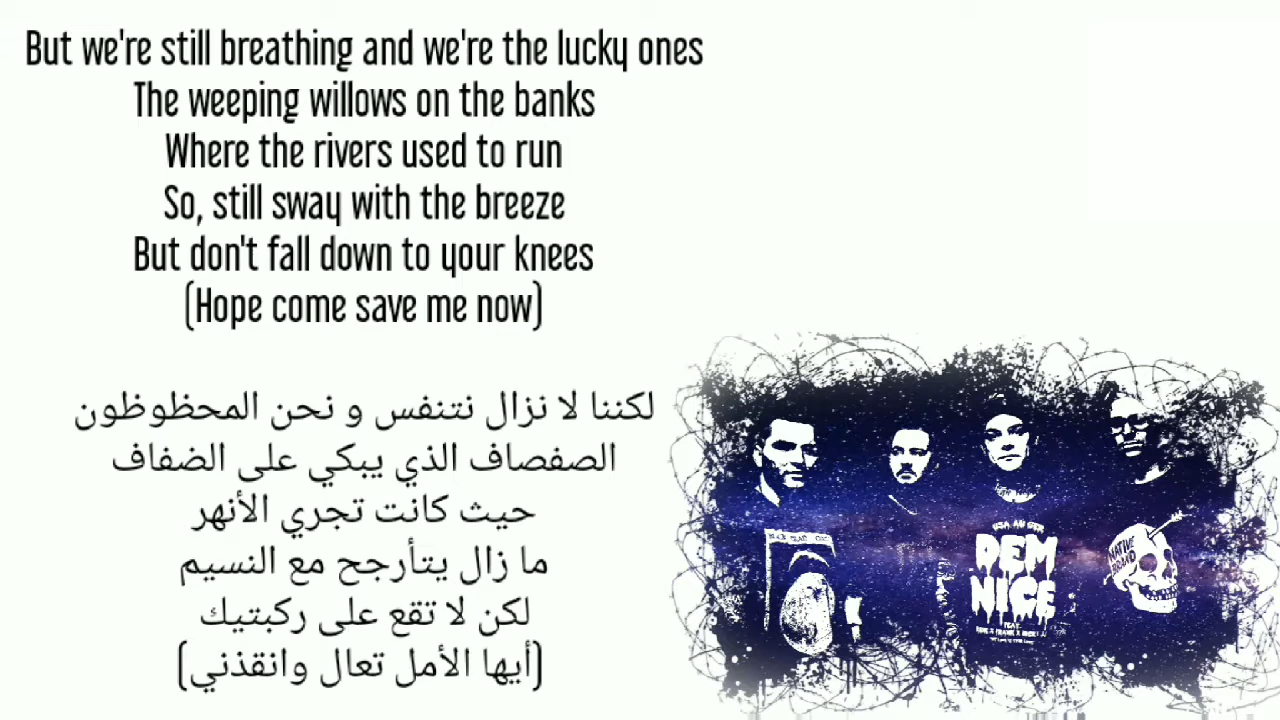 But we're still breathing and we're the lucky ones
The weeping willows on the banks
Where the rivers used to run
So, still sway with the breeze
But don't fall down to your knees
(Hope come save me now)
لكننا لا نزال نتنفس و نحن المحظوظون
الصفصاف الذي يبكي على الضفاف
حيث كانت تجري الأنهر
ما زال يتأرجح مع النسيم
لكن لا تقع على ركبتيك
(أيها الأمل تعال وانقذني)
DEM
NICE
NATIVE